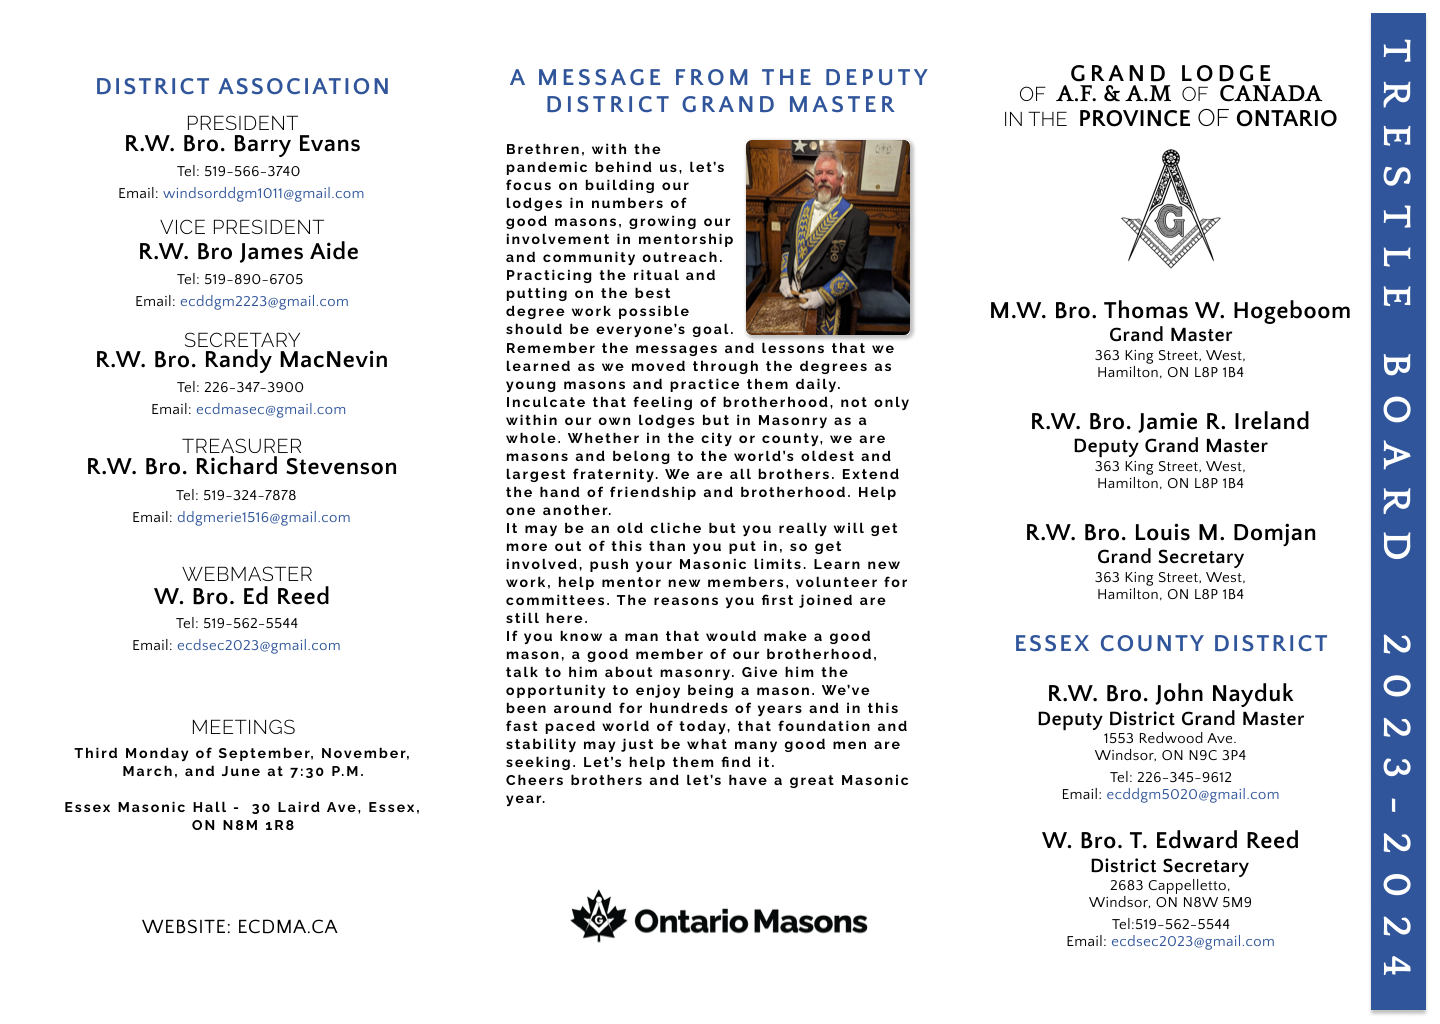 DISTRICT ASSOCIATION
PRESIDENT
R.W. Bro. Barry Evans
Tel: 519-566-3740
Email: windsorddgm1011@gmail.com
VICE PRESIDENT
R.W. Bro James Aide
Tel: 519-890-6705
Email: ecddgm2223@gmail.com
SECRETARY
R.W. Bro. Randy MacNevin
Tel: 226-347-3900
Email: ecdmasec@gmail.com
TREASURER
R.W. Bro. Richard Stevenson
Tel: 519-324-7878
Email: ddgmerie1516@gmail.com
WEBMASTER
W. Bro. Ed Reed
Tel: 519-562-5544
Email: ecdsec2023@gmail.com
MEETINGS
Third Monday of September, November,
March, and June at 7:30 P.M.
Essex Masonic Hall - 30 Laird Ave, Essex,
ON N8M 1R8
WEBSITE: ECDMA.CA
A MESSAGE FROM THE DEPUTY
DISTRICT GRAND MASTER
Brethren, with the
pandemic behind us, let's
focus on building our
lodges in numbers of
good masons, growing our
involvement in mentorship
and community outreach.
Practicing the ritual and
putting on the best
degree work possible
should be everyone's goal.
Remember the messages and lessons that we
learned as we moved through the degrees as
young masons and practice them daily.
Inculcate that feeling of brotherhood, not only
within our own lodges but in Masonry as a
whole. Whether in the city or county, we are
masons and belong to the world's oldest and
largest fraternity. We are all brothers. Extend
the hand of friendship and brotherhood. Help
one another.
It may be an old cliche but you really will get
more out of this than you put in, so get
involved, push your Masonic limits. Learn new
work, help mentor new members, volunteer for
committees. The reasons you first joined are
still here.
If you know a man that would make a good
mason, a good member of our brotherhood,
talk to him about masonry. Give him the
opportunity to enjoy being a mason. We've
been around for hundreds of years and in this
fast paced world of today, that foundation and
stability may just be what many good men are
seeking. Let's help them find it.
Cheers brothers and let's have a great Masonic
year.
Ontario Masons
GRAND LODGE
OF A.F. & A.M OF CANADA
IN THE PROVINCE OF ONTARIO
G
M.W. Bro. Thomas W. Hogeboom
Grand Master
363 King Street, West,
Hamilton, ON L8P 1B4
R.W. Bro. Jamie R. Ireland
Deputy Grand Master
363 King Street, West,
Hamilton, ON L8P 1B4
R.W. Bro. Louis M. Domjan
Grand Secretary
363 King Street, West,
Hamilton, ON L8P 1B4
ESSEX COUNTY DISTRICT
R.W. Bro. John Nayduk
Deputy District Grand Master
1553 Redwood Ave.
Windsor, ON N9C 3P4
Tel: 226-345-9612
Email: ecddgm5020@gmail.com
W. Bro. T. Edward Reed
District Secretary
2683 Cappelletto,
Windsor, ON N8W 5M9
Tel:519-562-5544
Email: ecdsec2023@gmail.com
TRESTLE BOARD 2023-2024